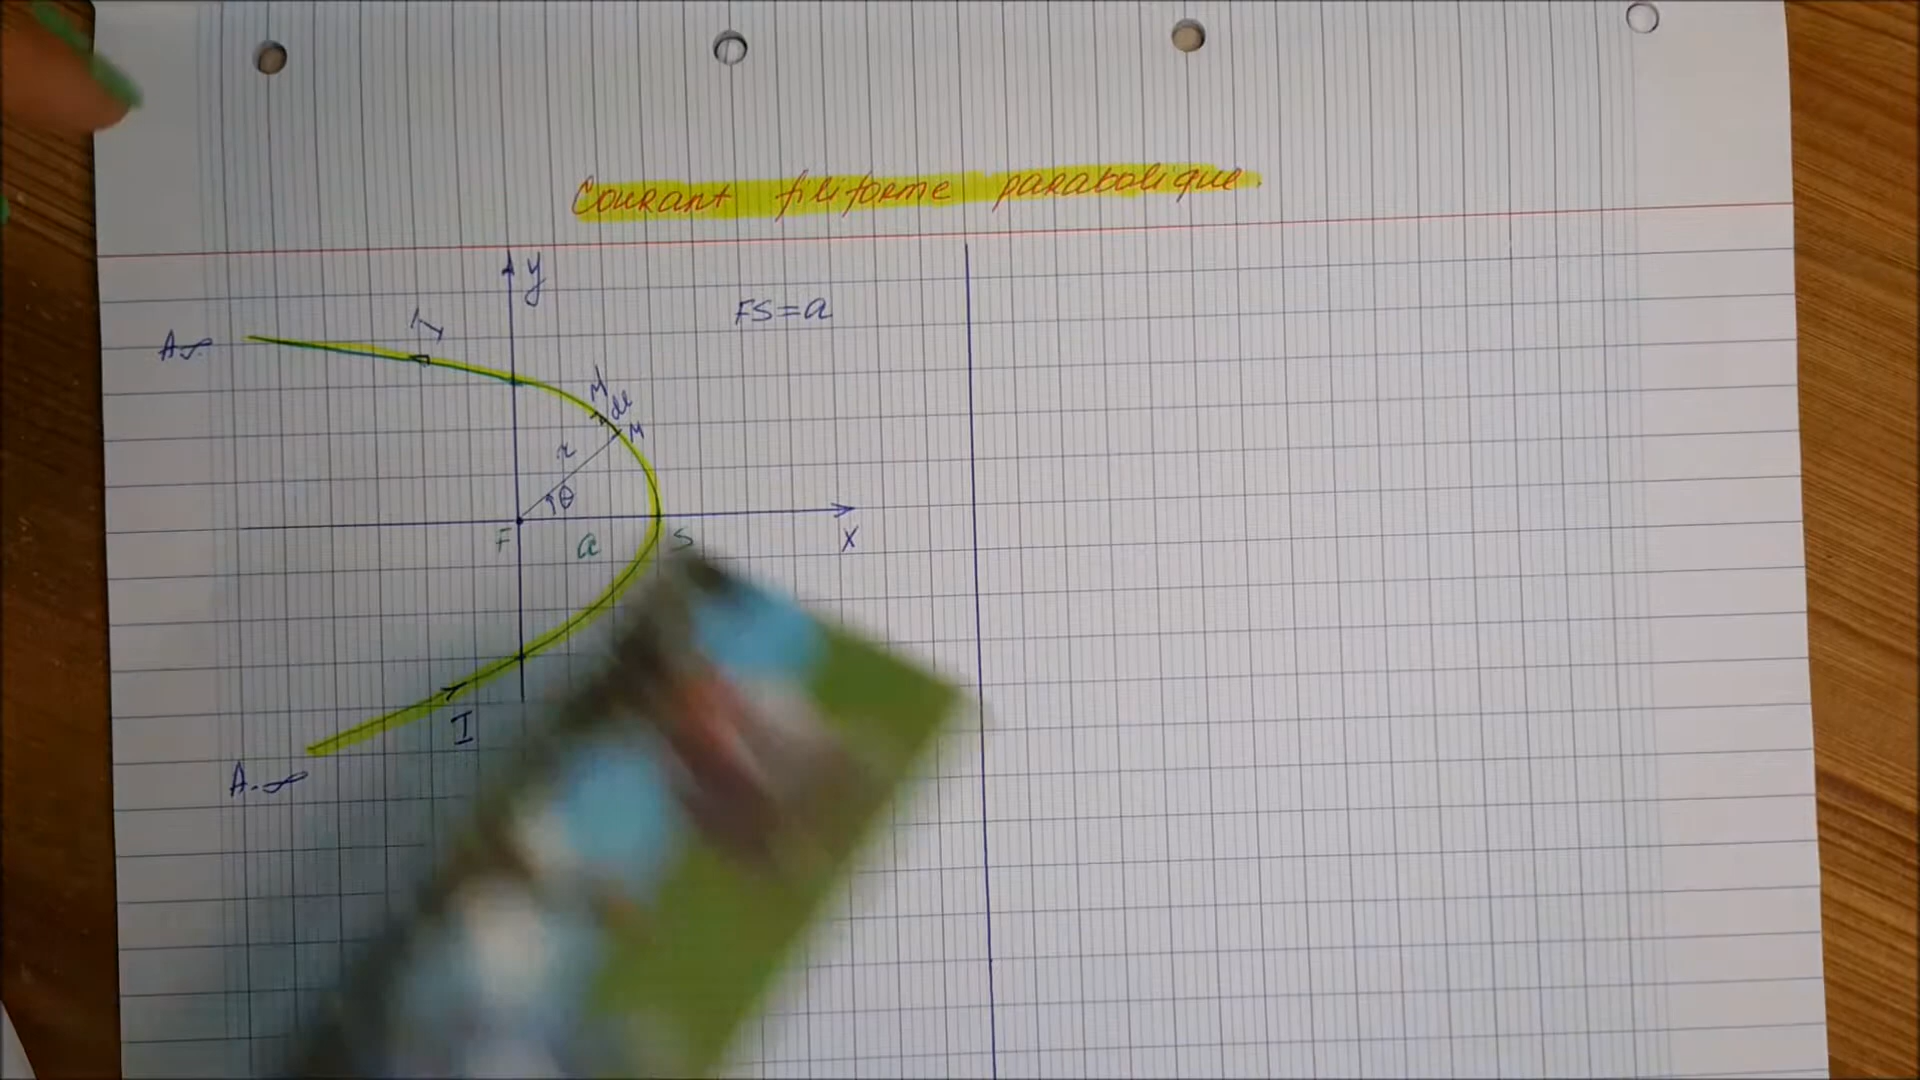 Courant filiforme parabolique.
y
FS=a
A∞
I
M'
dl
M
r
θ
F
a
S
x
I
A-∞